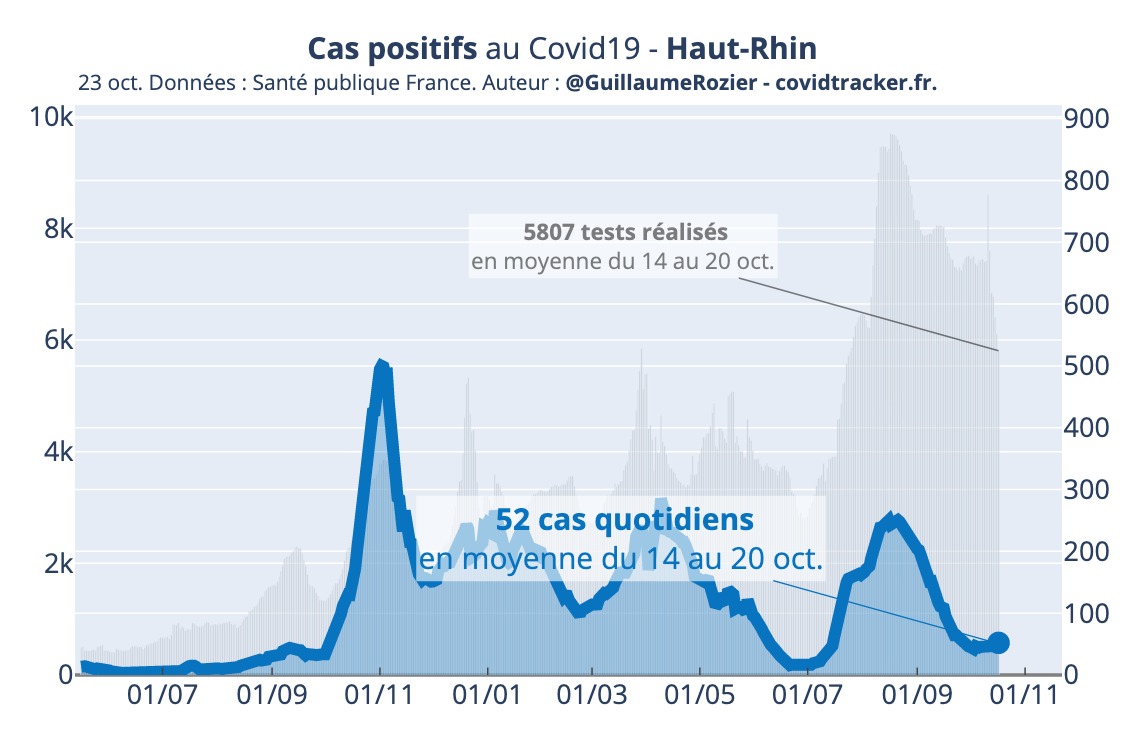 Cas positifs au Covid19 - Haut-Rhin
23 oct. Données : Santé publique France. Auteur : @GuillaumeRozier - covidtracker.fr.
10k
900
800
8k
700
5807 tests réalisés
en moyenne du 14 au 20 oct.
600
6k
500
4k
400
300
52 cas quotidiens
en moyenne du 14 au 20 oct.
2k
200
100
0
0
01/07
01/09
01/11
01/01
01/03
01/05
01/07
01/09
01/11